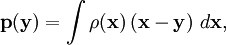 p(y) = ∫ ρ(x) (x − y) dx,